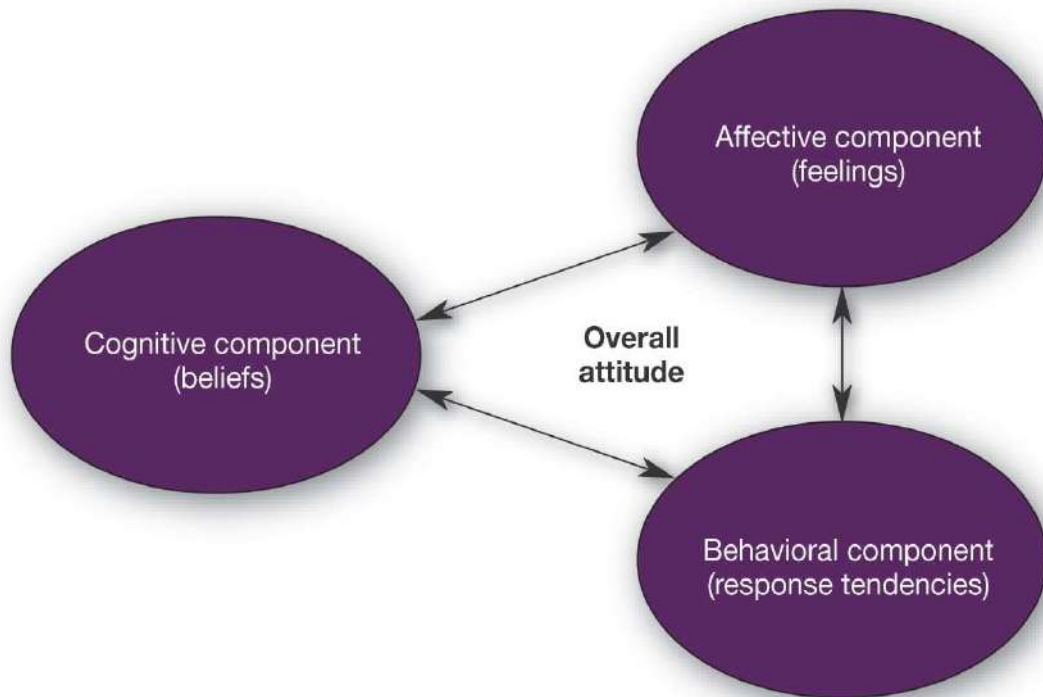 Affective component
(feelings)
Cognitive component
(beliefs)
Overall
attitude
Behavioral component
(response tendencies)